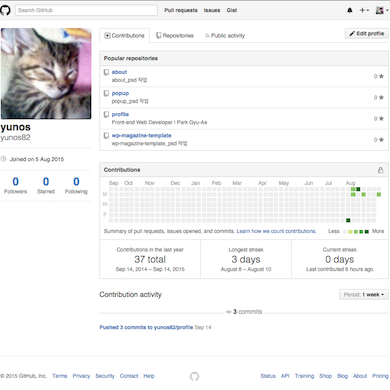 Search GitHub
Pull requests Issues Gist
Contributions Repositories Public activity
Edit profile
yunos
yunos82
Joined on 5 Aug 2015
0 0 0
Followers Starred Following
Popular repositories
about 0
about_psd 작업
popup 0
popup_psd 작업
profile 0
Front-end Web Developer I Park Gyu-Ae
wp-magazine-template 0
wp-magazine-template_psd 작업
Contributions
Sep Oct Nov Dec Jan Feb Mar Apr May Jun Jul Aug
M
W
F
Summary of pull requests, issues opened, and commits. Learn how we count contributions.
Less More
Contributions in the last year
37 total
Sep 14, 2014 – Sep 14, 2015
Longest streak
3 days
August 8 – August 10
Current streak
0 days
Last contributed 6 hours ago
Contribution activity
Period: 1 week
3 commits
Pushed 3 commits to yunos82/profile Sep 14
© 2015 GitHub, Inc. Terms Privacy Security Contact Help
Status API Training Shop Blog About Pricing